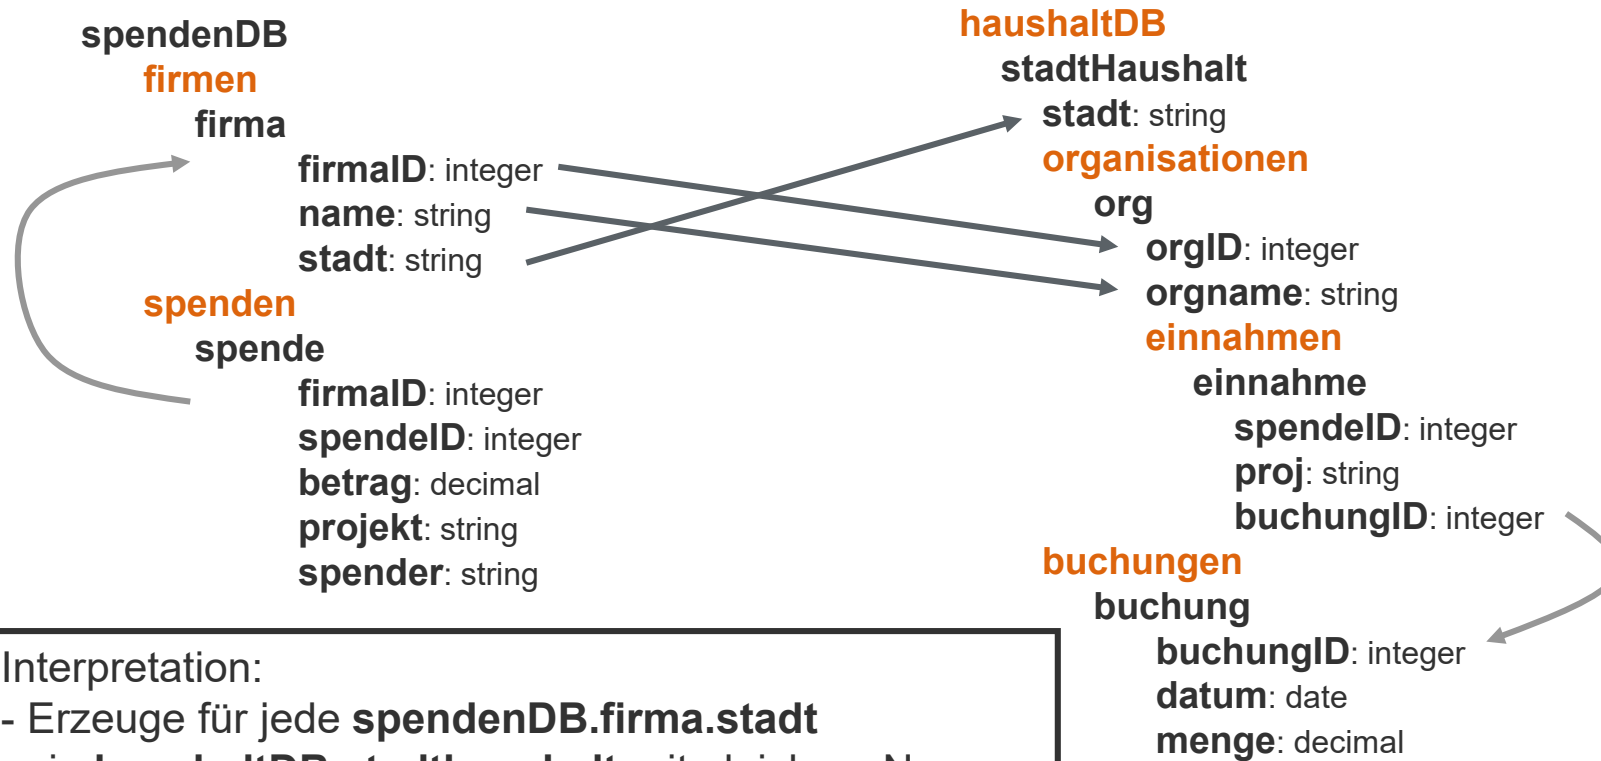 spendenDB
firmen
firma
firmaID: integer
name: string
stadt: string
spenden
spende
firmaID: integer
spendeID: integer
betrag: decimal
projekt: string
spender: string
haushaltDB
stadtHaushalt
stadt: string
organisationen
org
orgID: integer
orgname: string
einnahmen
einnahme
spendeID: integer
proj: string
buchungID: integer
buchungen
buchung
buchungID: integer
datum: date
menge: decimal
Interpretation:
- Erzeuge für jede spendenDB.firma.stadt